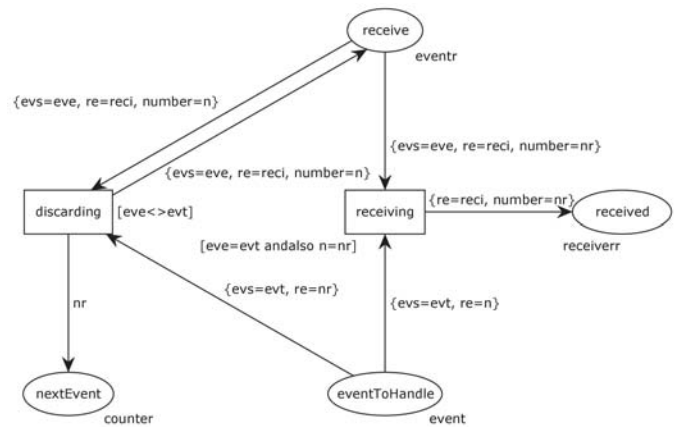 receive
eventr
{evs=eve, re=reci, number=n}
{evs=eve, re=reci, number=nr}
{evs=eve, re=reci, number=n}
{re=reci, number=nr}
discarding
[eve<>evt]
receiving
received
receiverr
[eve=evt andalso n=nr]
{evs=evt, re=nr}
{evs=evt, re=n}
nr
nextEvent
counter
eventToHandle
event